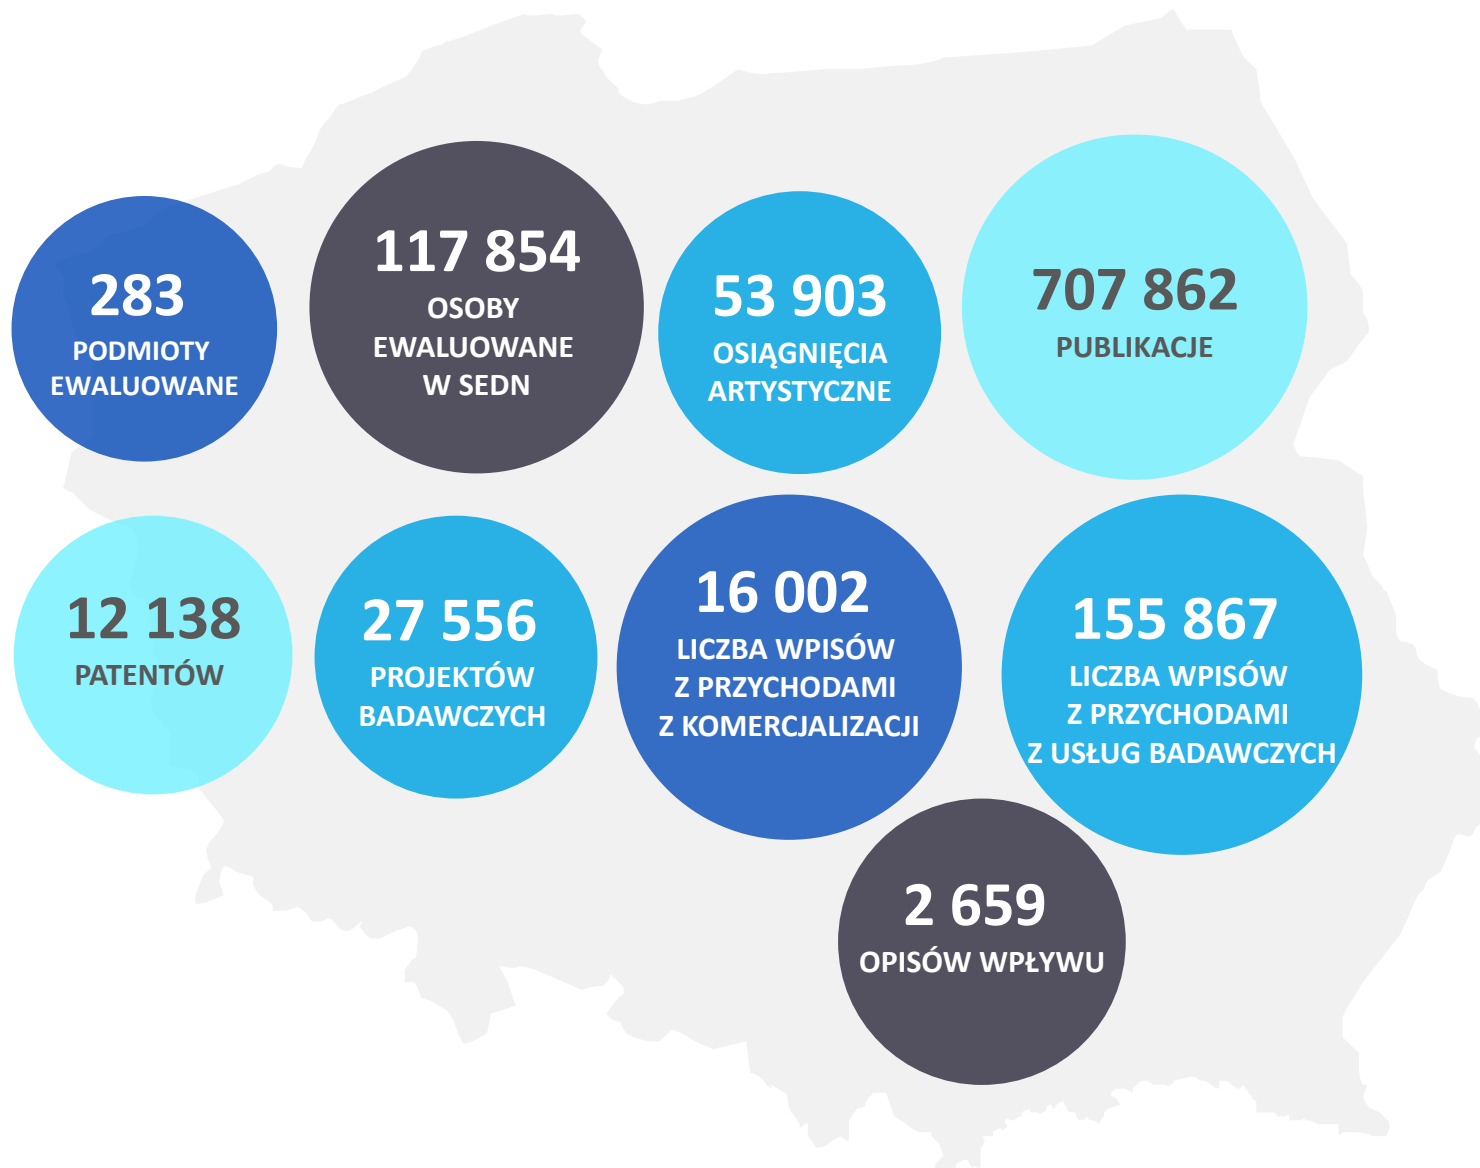 283
PODMIOTY
EWALUOWANE
117 854
OSOBY
EWALUOWANE
W SEDN
53 903
OSIĄGNIĘCIA
ARTYSTYCZNE
707 862
PUBLIKACJE
12 138
PATENTÓW
27 556
PROJEKTÓW
BADAWCZYCH
16 002
LICZBA WPISÓW
Z PRZYCHODAMI
Z KOMERCJALIZACJI
155 867
LICZBA WPISÓW
Z PRZYCHODAMI
Z USŁUG BADAWCZYCH
2 659
OPISÓW WPŁYWU